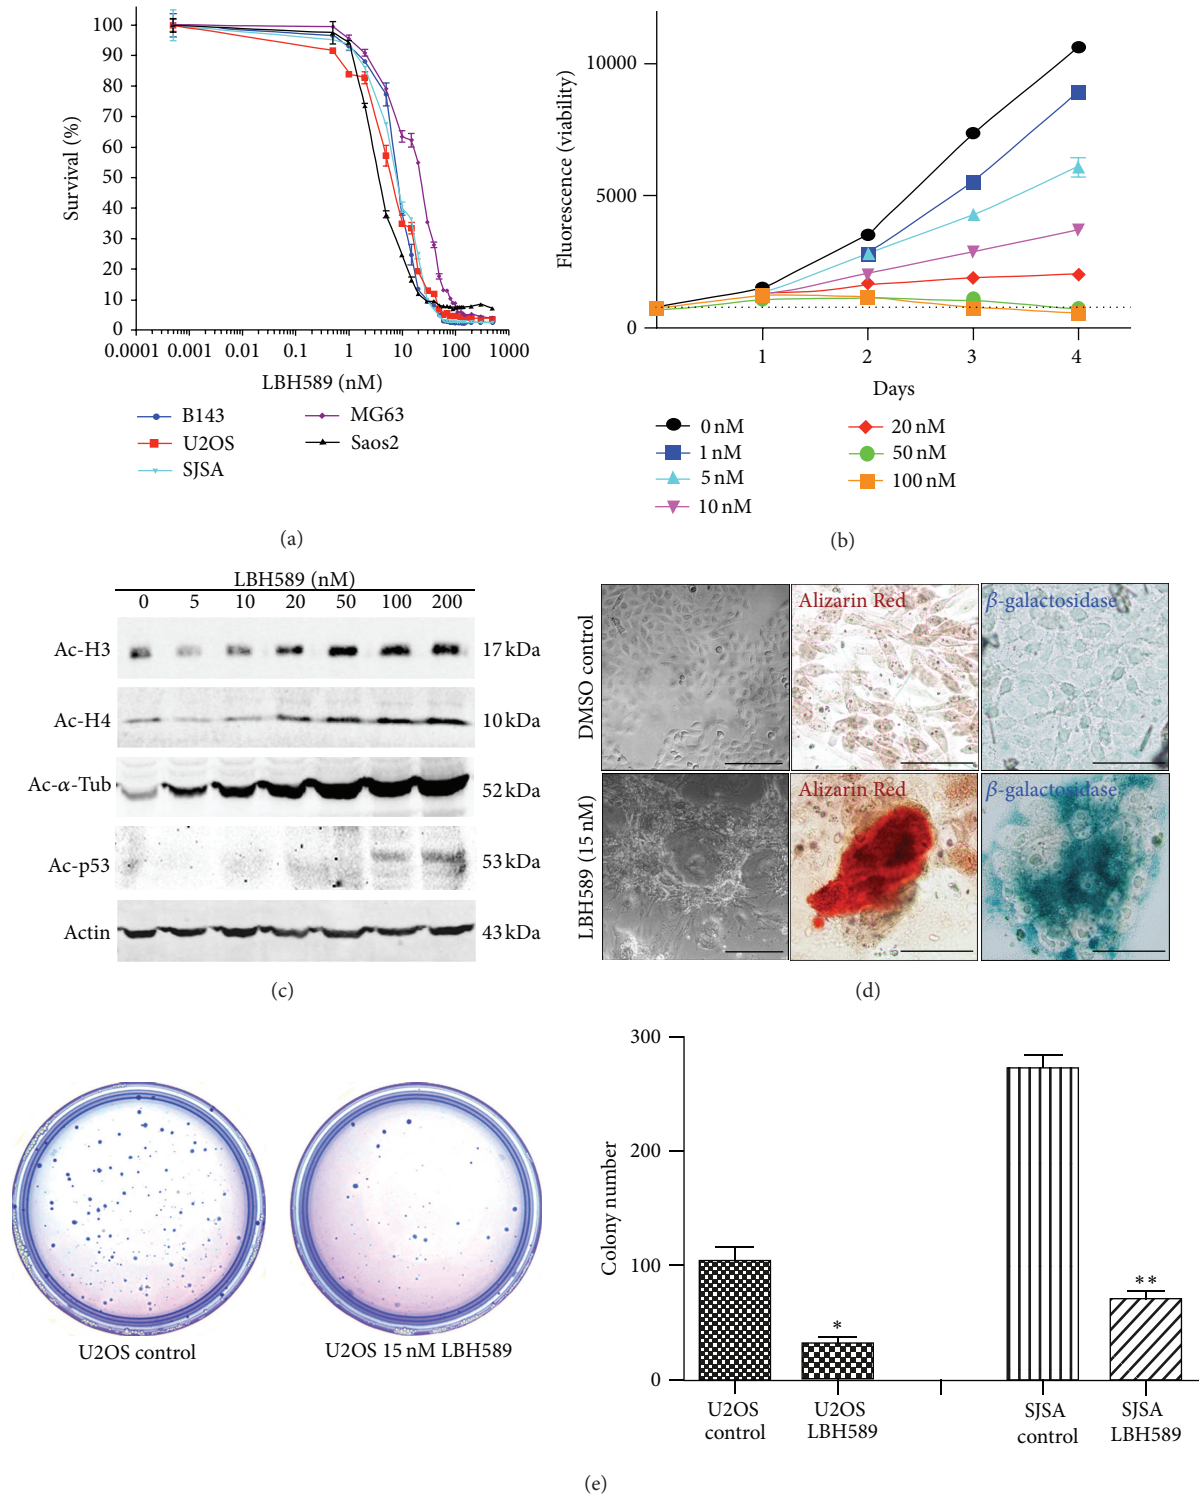 100
90
80
70
60
50
40
30
20
10
0
Survival (%)
0.0001 0.001 0.01 0.1 1 10 100 1000
LBH589 (nM)
B143
U2OS
SJSA
MG63
Saos2
(a)
10000
5000
0
Fluorescence (viability)
1 2 3 4
Days
0 nM
1 nM
5 nM
10 nM
20 nM
50 nM
100 nM
(b)
LBH589 (nM)
0 5 10 20 50 100 200
Ac-H3 17 kDa
Ac-H4 10 kDa
Ac-α-Tub 52 kDa
Ac-p53 53 kDa
Actin 43 kDa
(c)
DMSO control
Alizarin Red
β-galactosidase
LBH589 (15 nM)
Alizarin Red
β-galactosidase
(d)
U2OS control
U2OS 15 nM LBH589
300
200
100
0
Colony number
*
**
U2OS control
U2OS LBH589
SJSA control
SJSA LBH589
(e)